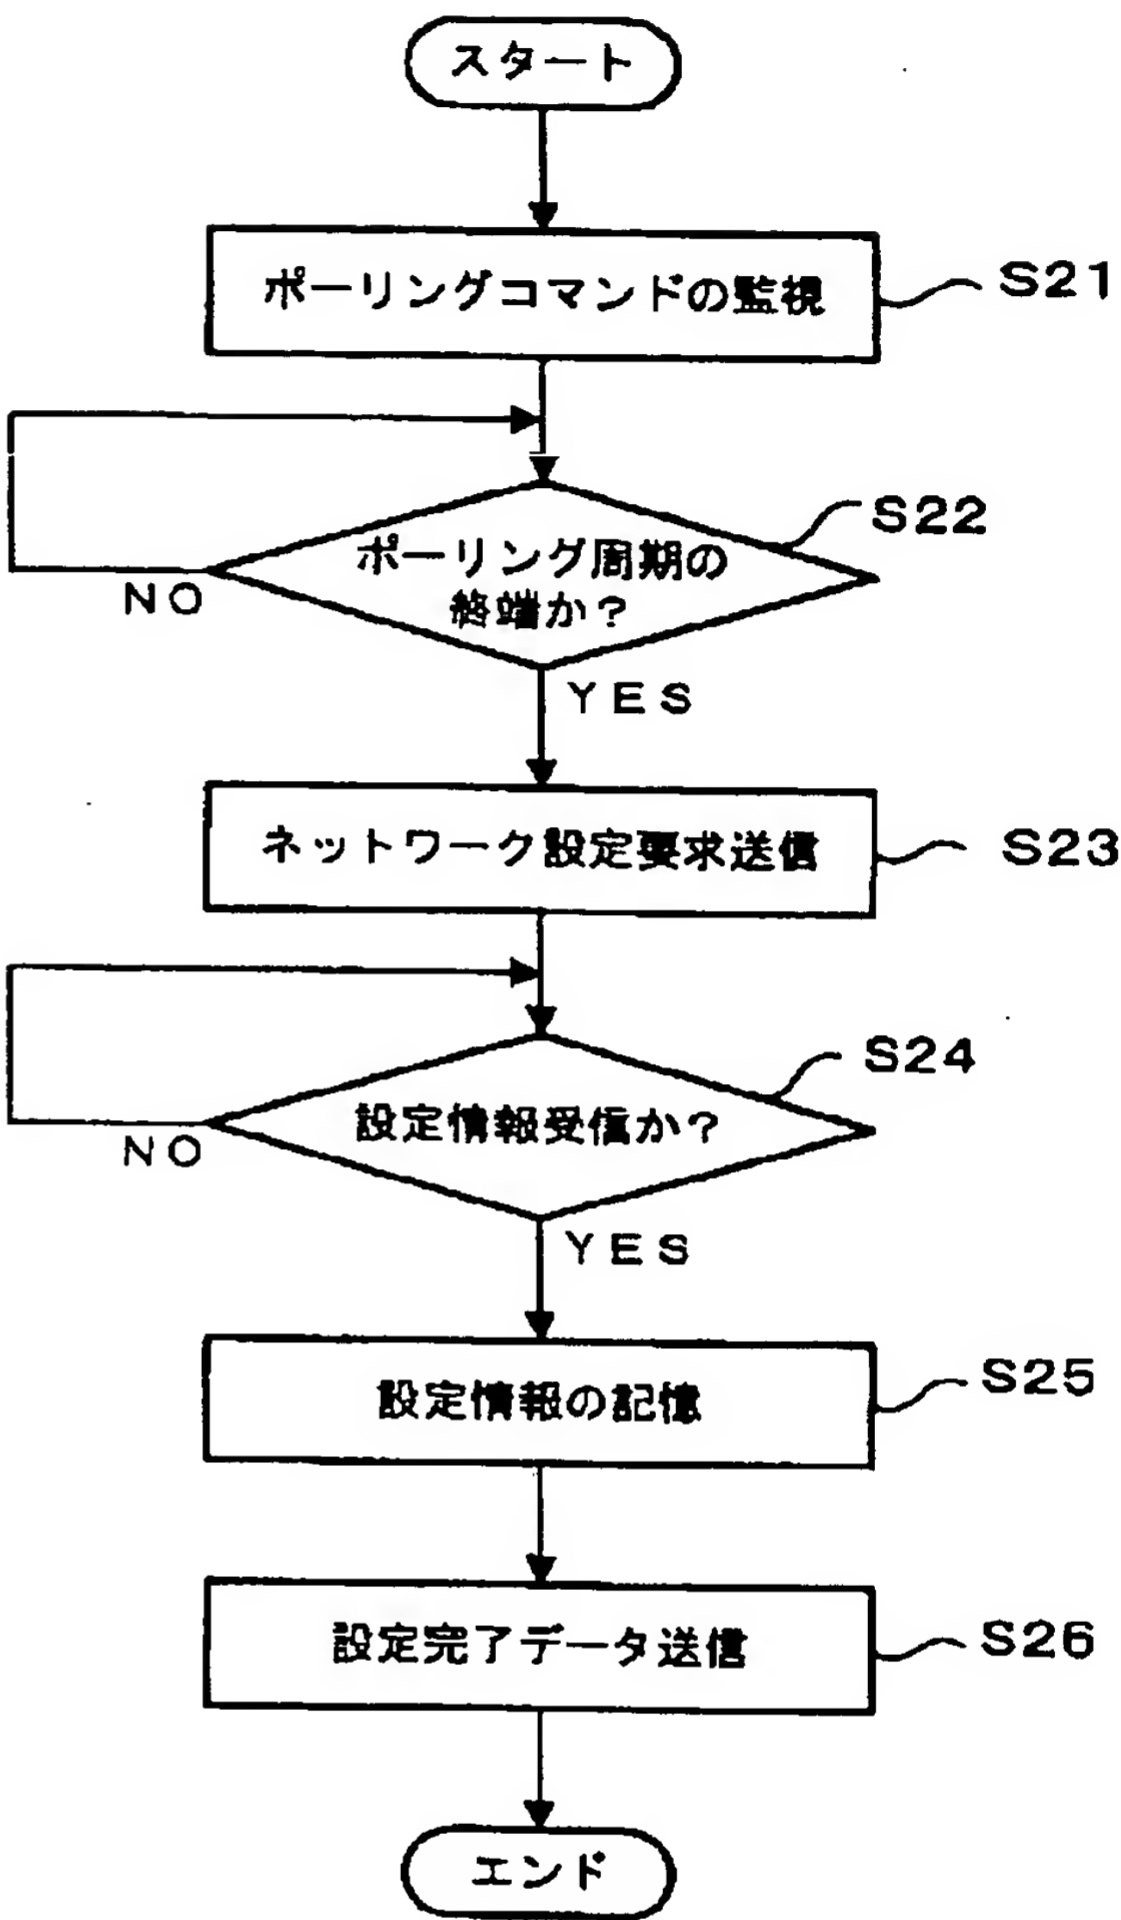 スタート
ポーリングコマンドの監視
S21
S22
ポーリング周期の
終端か？
NO
YES
ネットワーク設定要求送信
S23
S24
設定情報受信か？
NO
YES
設定情報の記憶
S25
設定完了データ送信
S26
エンド